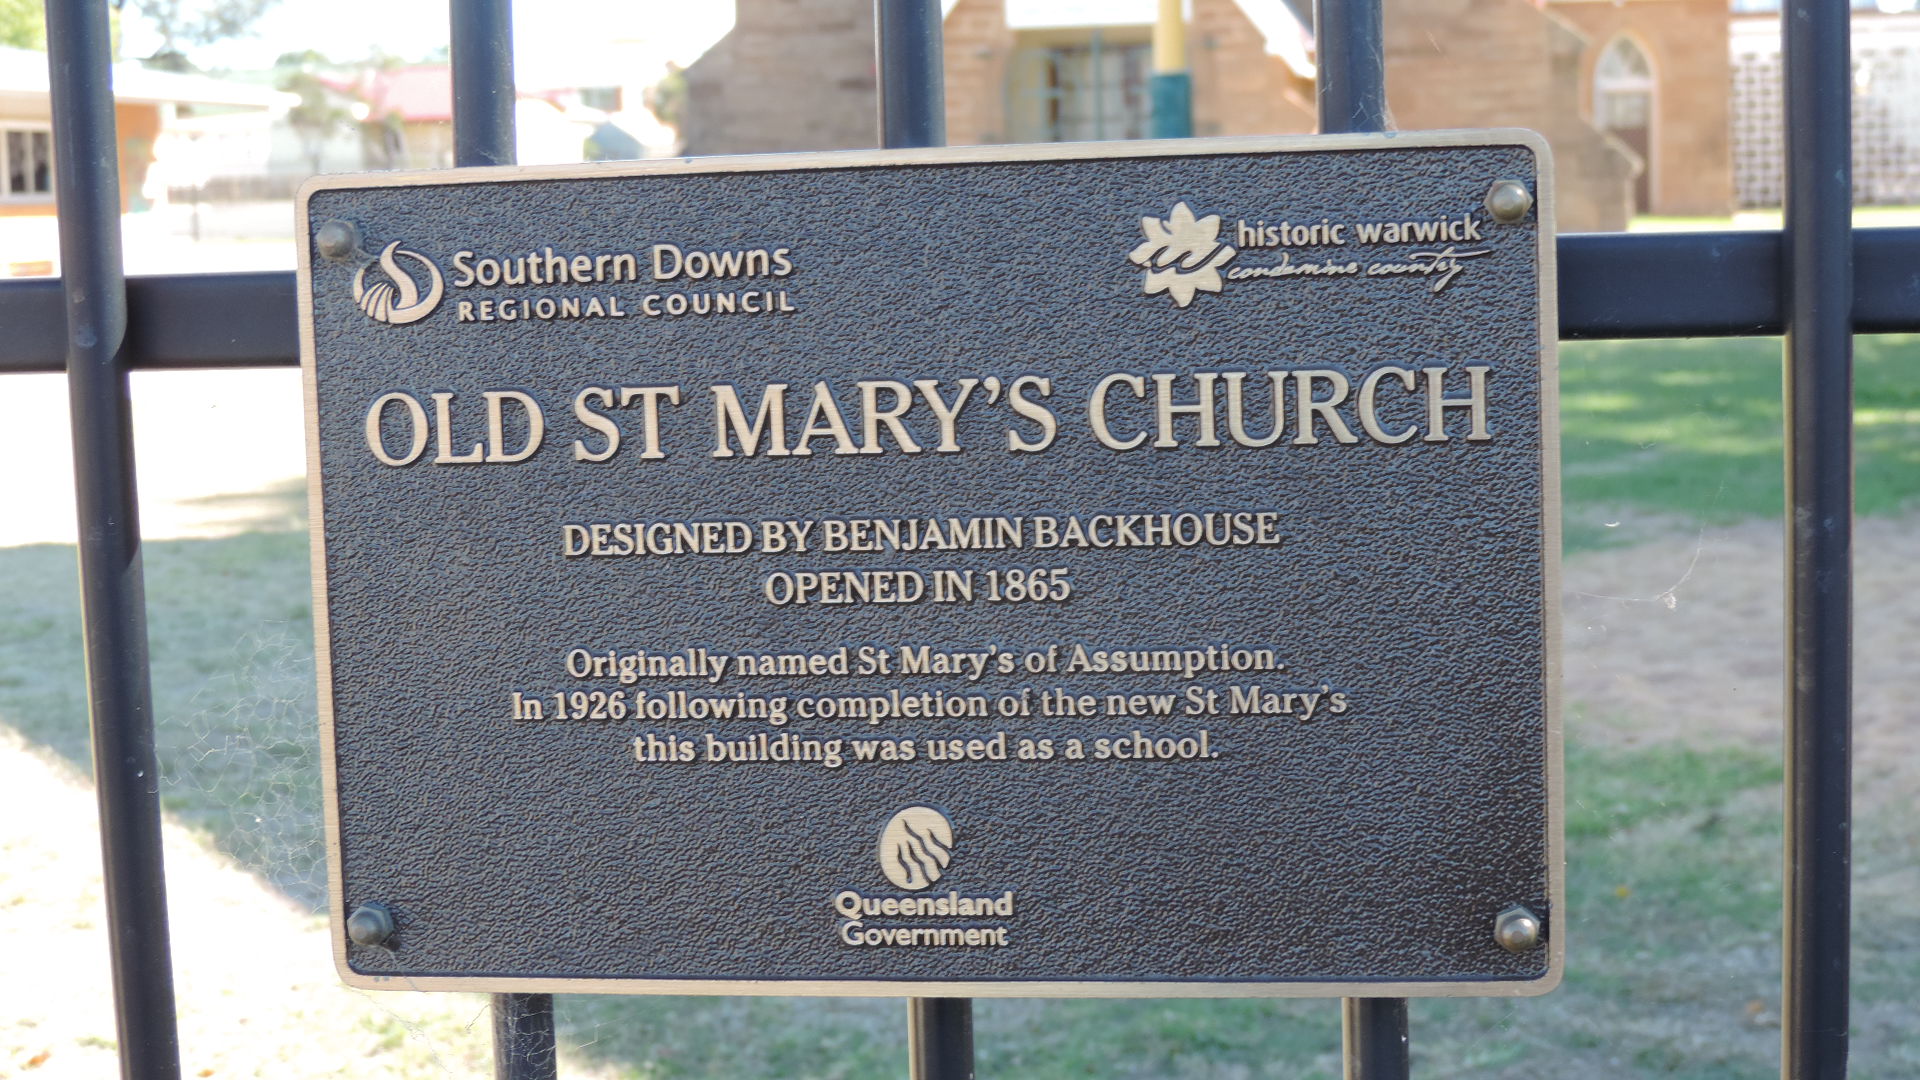 Southern Downs
REGIONAL COUNCIL
historic warwick
condamine country
OLD ST MARY'S CHURCH
DESIGNED BY BENJAMIN BACKHOUSE
OPENED IN 1865
Originally named St Mary's of Assumption.
In 1926 following completion of the new St Mary's
this building was used as a school.
Queensland
Government